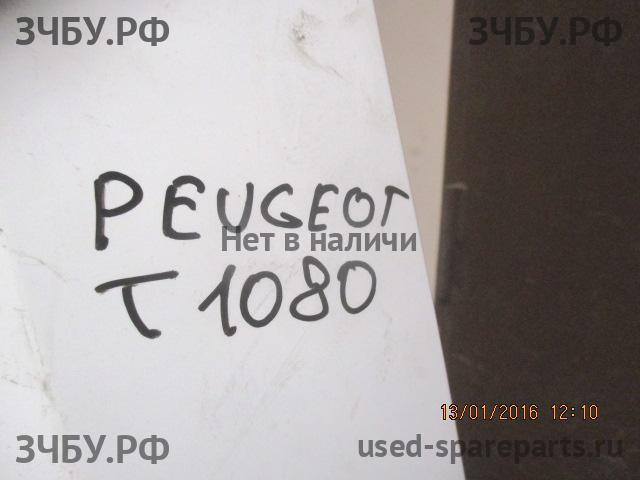 ЗЧБУ.РФ
ЗЧБУ.РФ
PEUGEOT
Нет в наличи
T 1080
13/01/2016 12:10
ЗЧБУ.РФ
used-spareparts.ru